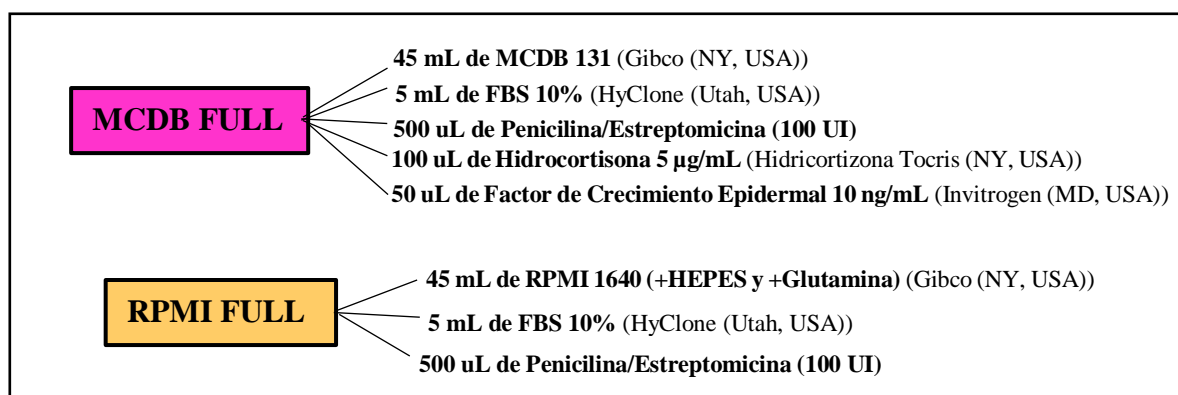 MCDB FULL
45 mL de MCDB 131 (Gibco (NY, USA))
5 mL de FBS 10% (HyClone (Utah, USA))
500 uL de Penicilina/Estreptomicina (100 UI)
100 uL de Hidrocortisona 5 µg/mL (Hidricortizona Tocris (NY, USA))
50 uL de Factor de Crecimiento Epidermal 10 ng/mL (Invitrogen (MD, USA))
RPMI FULL
45 mL de RPMI 1640 (+HEPES y +Glutamina) (Gibco (NY, USA))
5 mL de FBS 10% (HyClone (Utah, USA))
500 uL de Penicilina/Estreptomicina (100 UI)